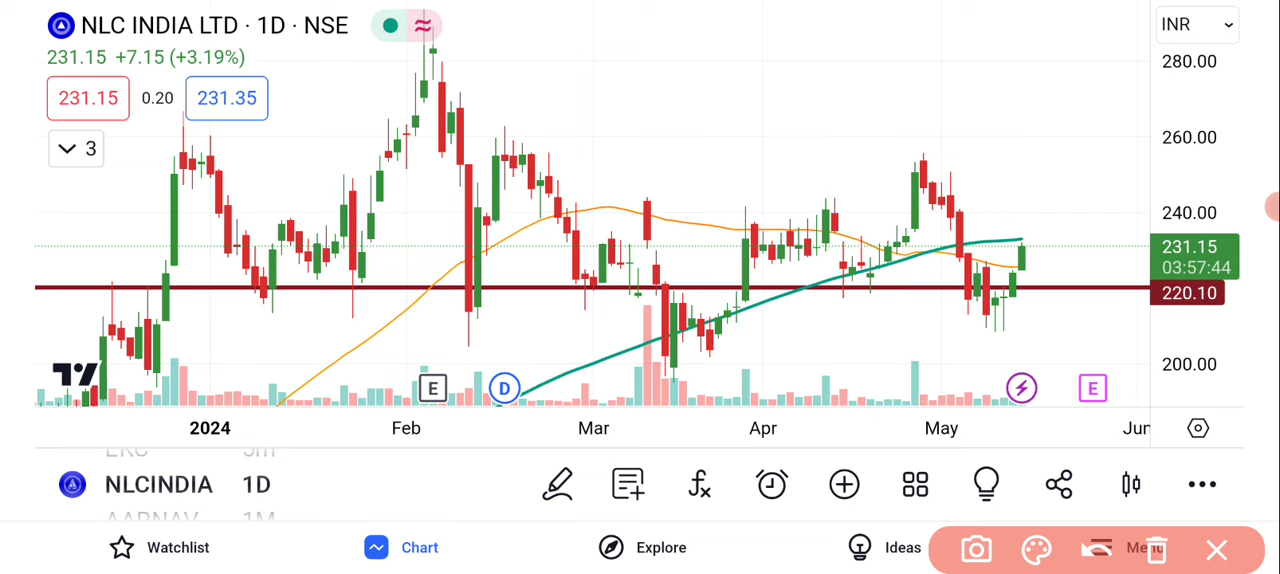 NLC INDIA LTD · 1D · NSE
INR
231.15 +7.15 (+3.19%)
231.15 0.20 231.35
3
280.00
260.00
240.00
231.15
03:57:44
220.10
200.00
E D E
2024 Feb Mar Apr May Jun
NLCINDIA 1D
AARNAV 1M
Watchlist Chart Explore Ideas Menu